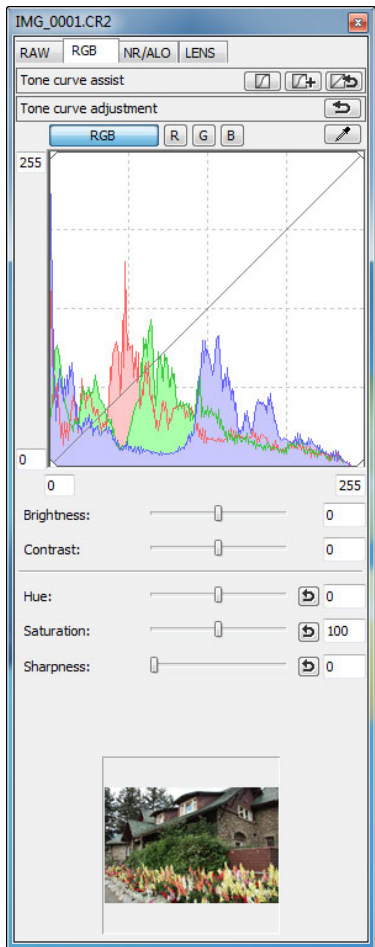 IMG_0001.CR2
RAW RGB NR/ALO LENS
Tone curve assist
Tone curve adjustment
RGB R G B
255
0
0 255
Brightness: 0
Contrast: 0
Hue: 0
Saturation: 100
Sharpness: 0